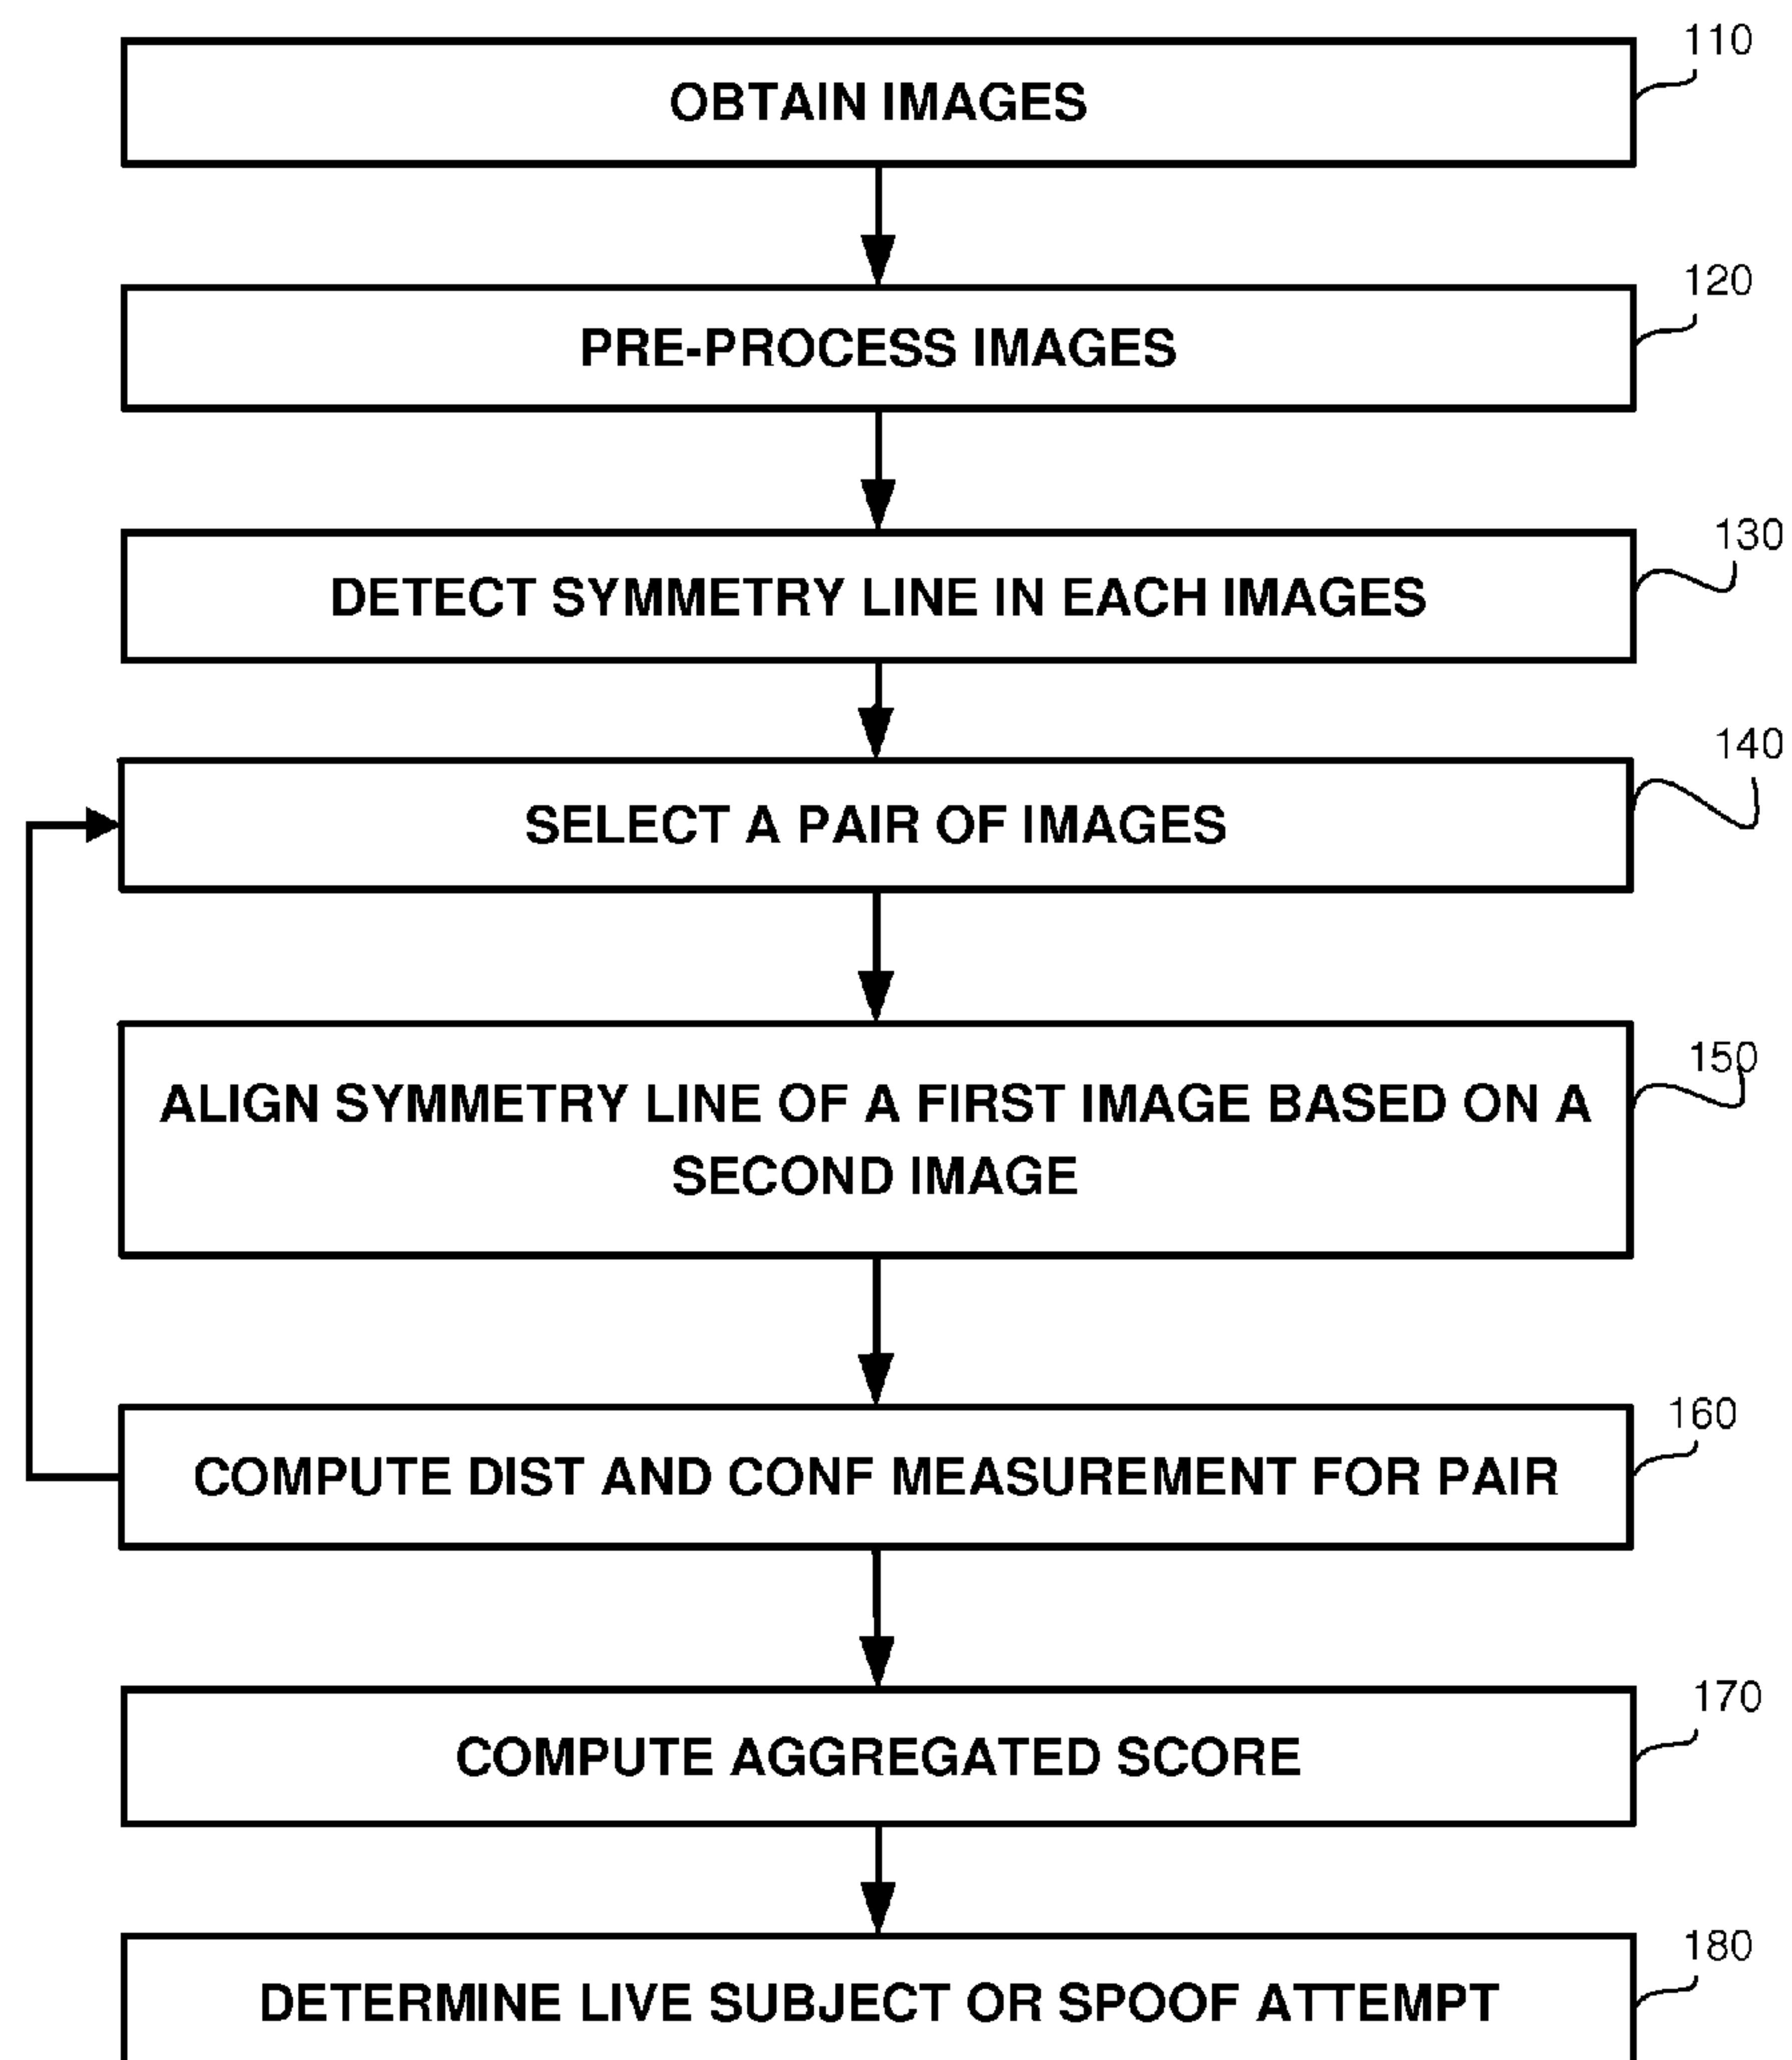 110
OBTAIN IMAGES
120
PRE-PROCESS IMAGES
130
DETECT SYMMETRY LINE IN EACH IMAGES
140
SELECT A PAIR OF IMAGES
150
ALIGN SYMMETRY LINE OF A FIRST IMAGE BASED ON A
SECOND IMAGE
160
COMPUTE DIST AND CONF MEASUREMENT FOR PAIR
170
COMPUTE AGGREGATED SCORE
180
DETERMINE LIVE SUBJECT OR SPOOF ATTEMPT